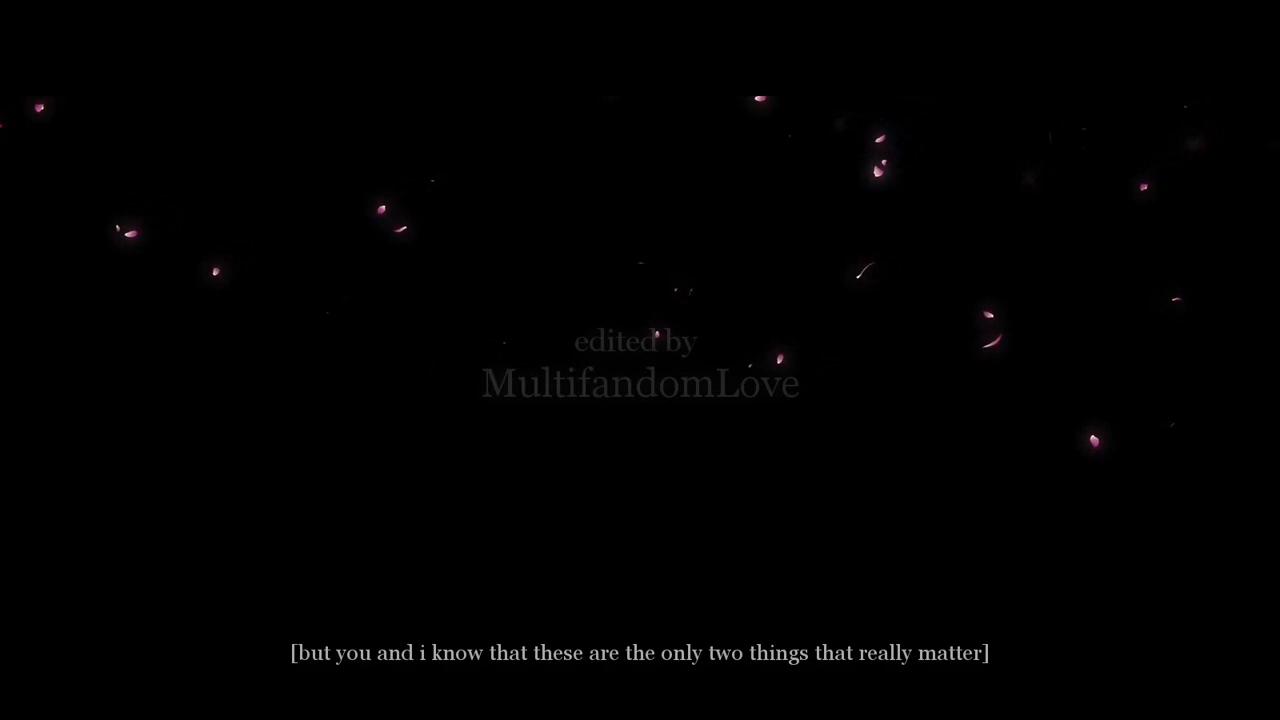 edited by
MultifandomLove
[but you and i know that these are the only two things that really matter]